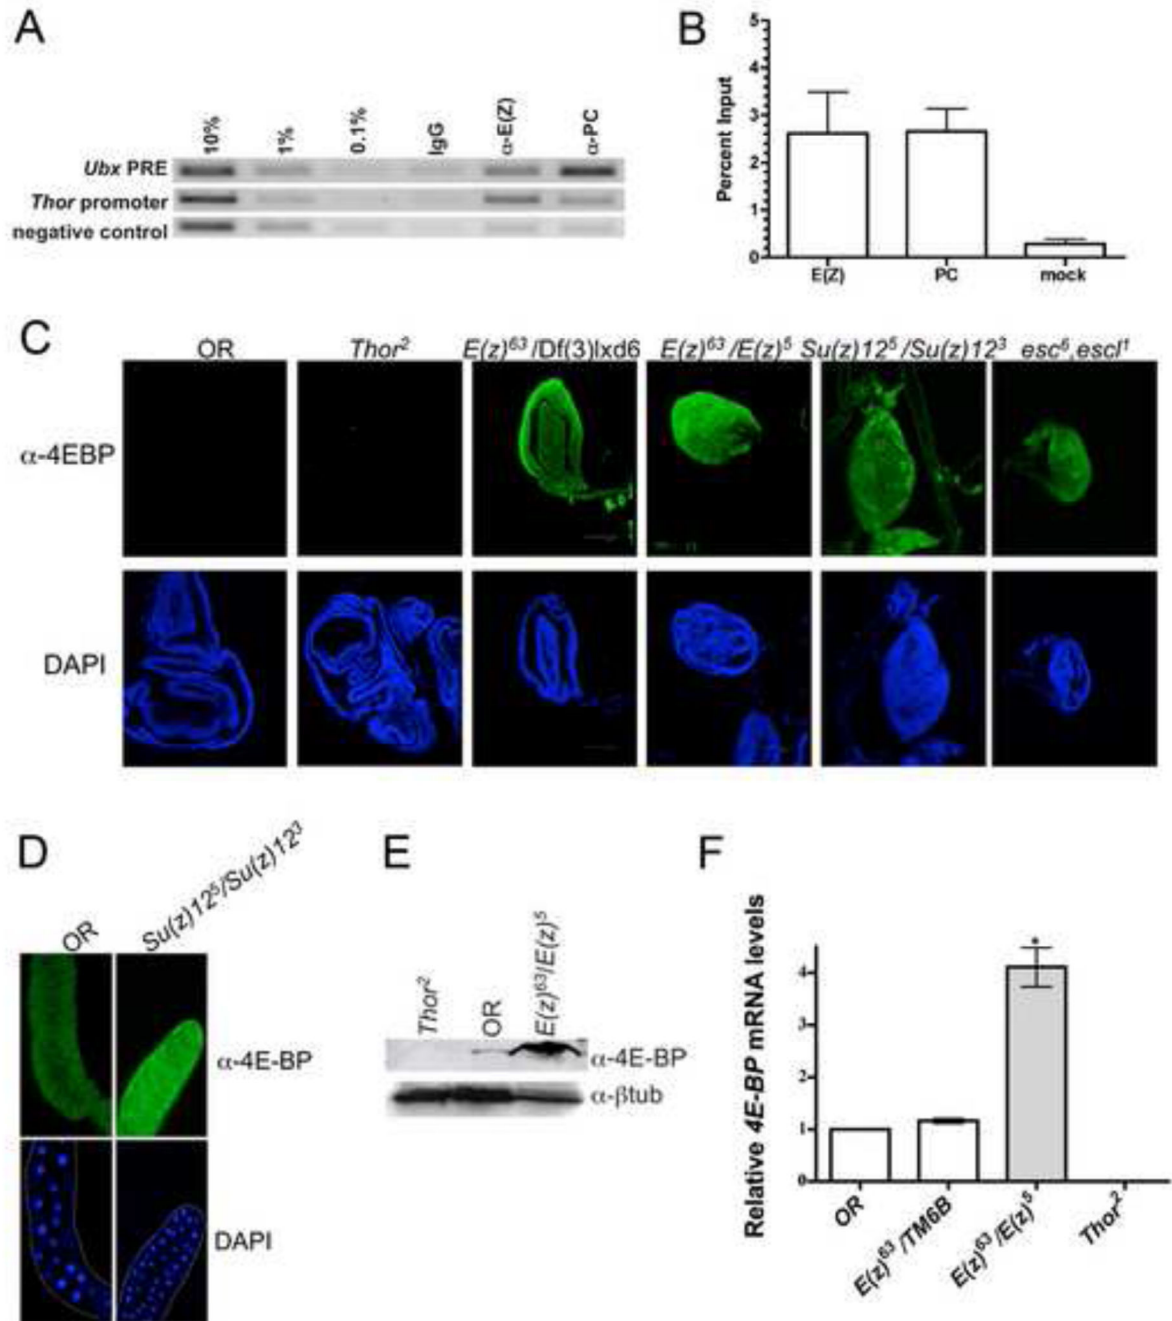 A
10%
1%
0.1%
IgG
α-E(Z)
α-PC
Ubx PRE
Thor promoter
negative control
B
Percent Input
5
4
3
2
1
0
E(Z)
PC
mock
C
OR
Thor²
E(z)⁶³/Df(3)lxd6
E(z)⁶³/E(z)⁵
Su(z)12⁵/Su(z)12³
esc⁶,escl¹
α-4EBP
DAPI
D
OR
Su(z)12⁵/Su(z)12³
α-4E-BP
DAPI
E
Thor²
OR
E(z)⁶³/E(z)⁵
α-4E-BP
α-βtub
F
Relative 4E-BP mRNA levels
4
3
2
1
0
*
OR
E(z)⁶³/TM6B
E(z)⁶³/E(z)⁵
Thor²